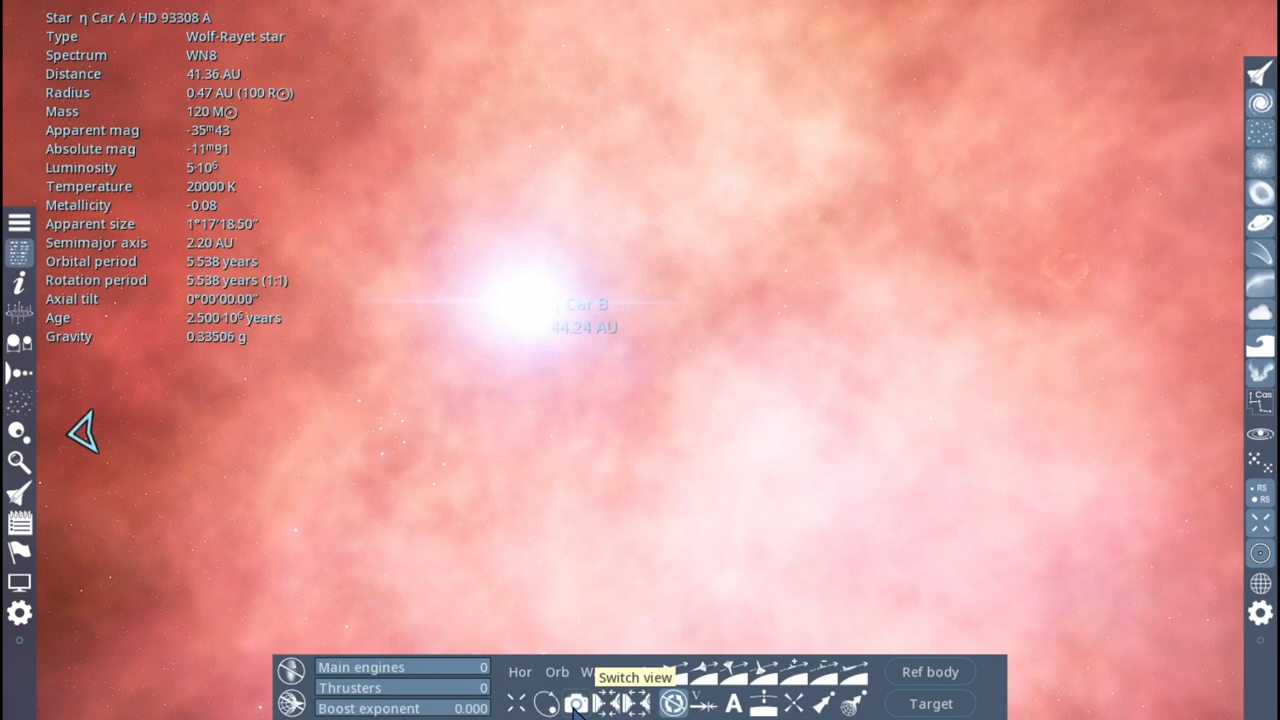 Star η Car A / HD 93308 A
Type Wolf-Rayet star
Spectrum WN8
Distance 41.36 AU
Radius 0.47 AU (100 R☉)
Mass 120 M☉
Apparent mag -35ᵐ43
Absolute mag -11ᵐ91
Luminosity 5·10⁶
Temperature 20000 K
Metallicity -0.08
Apparent size 1°17'18.50"
Semimajor axis 2.20 AU
Orbital period 5.538 years
Rotation period 5.538 years (1:1)
Axial tilt 0°00'00.00"
Age 2.500·10⁶ years
Gravity 0.33506 g
η Car B
44.24 AU
Cas
RS
RS
Main engines 0
Thrusters 0
Boost exponent 0.000
Hor Orb
Switch view
V
A
Ref body
Target